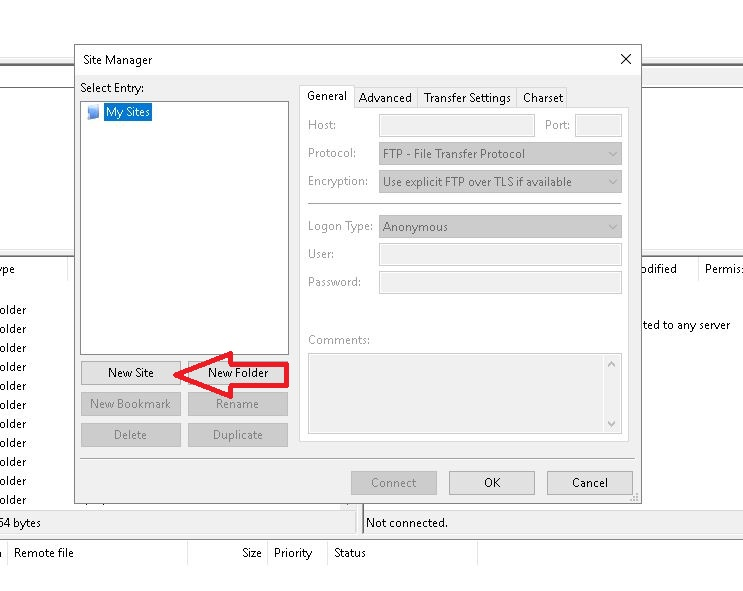 Site Manager
Select Entry:
My Sites
General
Advanced
Transfer Settings
Charset
Host:
Port:
Protocol:
FTP - File Transfer Protocol
Encryption:
Use explicit FTP over TLS if available
Logon Type:
Anonymous
User:
Password:
Comments:
New Site
New Folder
New Bookmark
Rename
Delete
Duplicate
Connect
OK
Cancel
ype
older
older
older
older
older
older
older
older
older
older
older
odified
Permis
ted to any server
54 bytes
Not connected.
Remote file
Size
Priority
Status